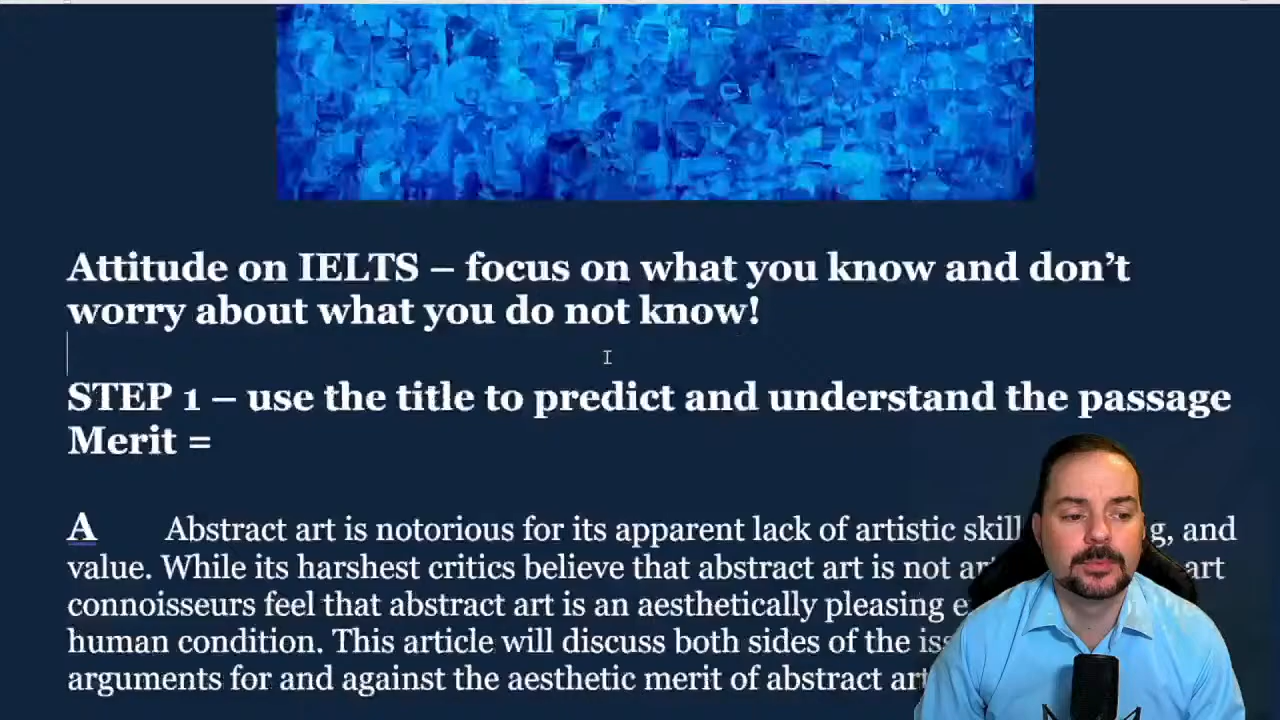 Attitude on IELTS – focus on what you know and don’t
worry about what you do not know!
STEP 1 – use the title to predict and understand the passage
Merit =
A Abstract art is notorious for its apparent lack of artistic skill and
value. While its harshest critics believe that abstract art is not art
connoisseurs feel that abstract art is an aesthetically pleasing
human condition. This article will discuss both sides of the
arguments for and against the aesthetic merit of abstract